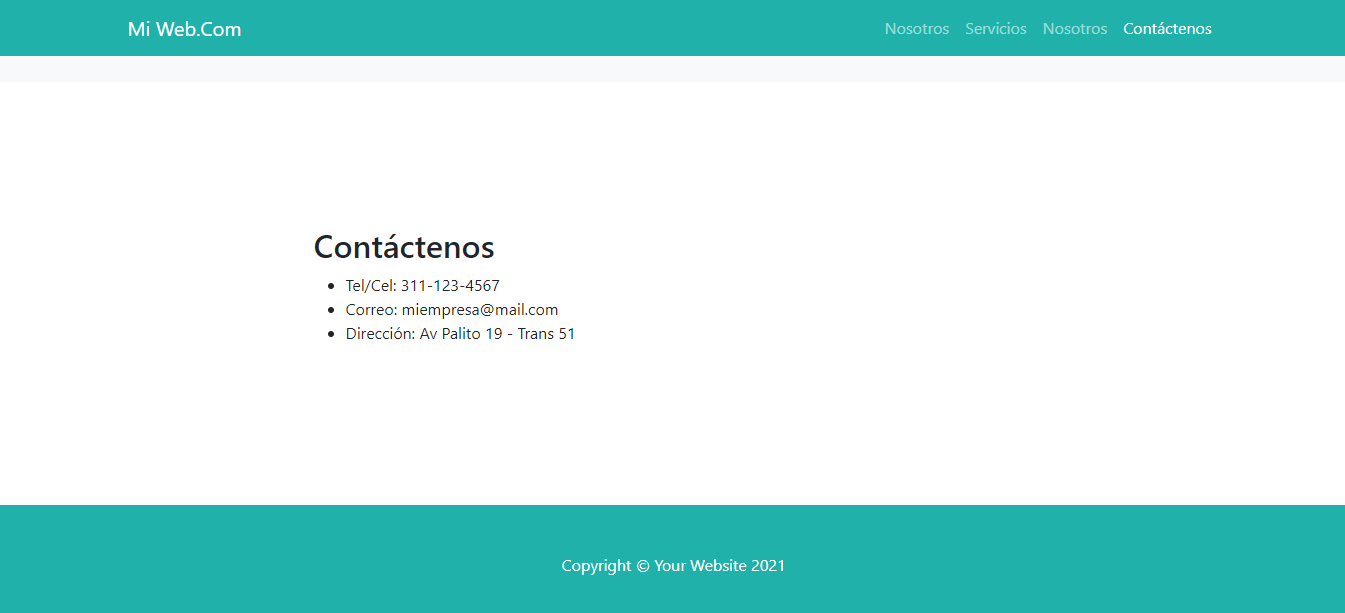 Mi Web.Com
Nosotros Servicios Nosotros Contáctenos
Contáctenos
Tel/Cel: 311-123-4567
Correo: miempresa@mail.com
Dirección: Av Palito 19 - Trans 51
Copyright © Your Website 2021